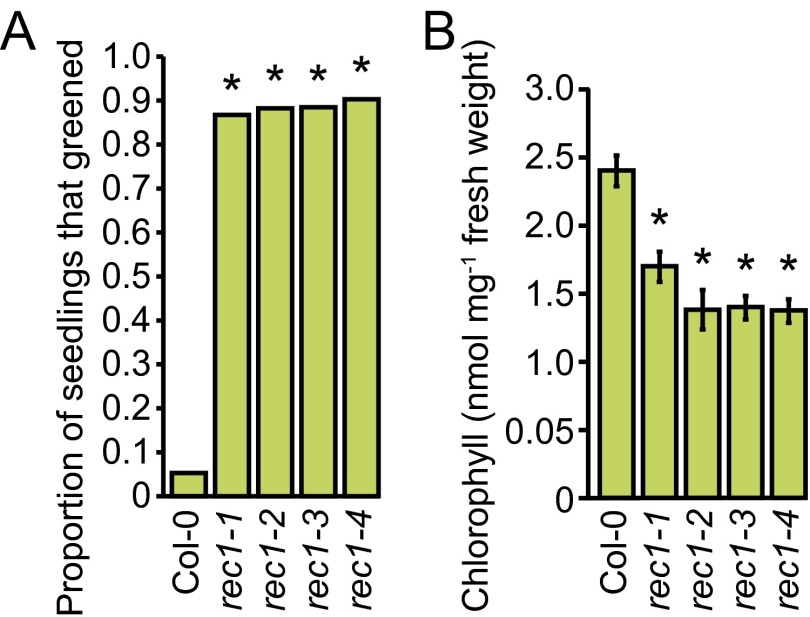 A
Proportion of seedlings that greened
1.0
0.9
0.8
0.7
0.6
0.5
0.4
0.3
0.2
0.1
0
* * * *
Col-0
rec1-1
rec1-2
rec1-3
rec1-4
B
Chlorophyll (nmol mg⁻¹ fresh weight)
3.0
2.5
2.0
1.5
1.0
0.05
0
* * * *
Col-0
rec1-1
rec1-2
rec1-3
rec1-4